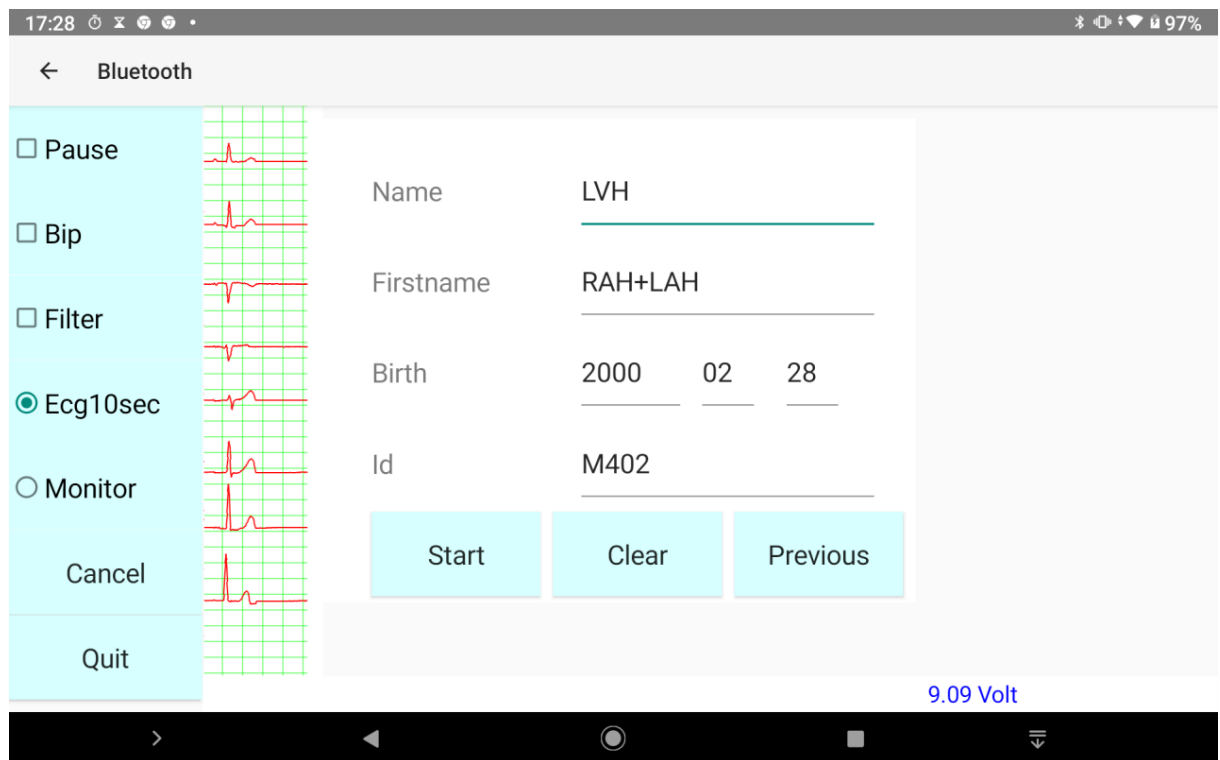 17:28
97%
Bluetooth
Pause
Bip
Filter
Ecg10sec
Monitor
Cancel
Quit
Name LVH
Firstname RAH+LAH
Birth 2000 02 28
Id M402
Start Clear Previous
9.09 Volt